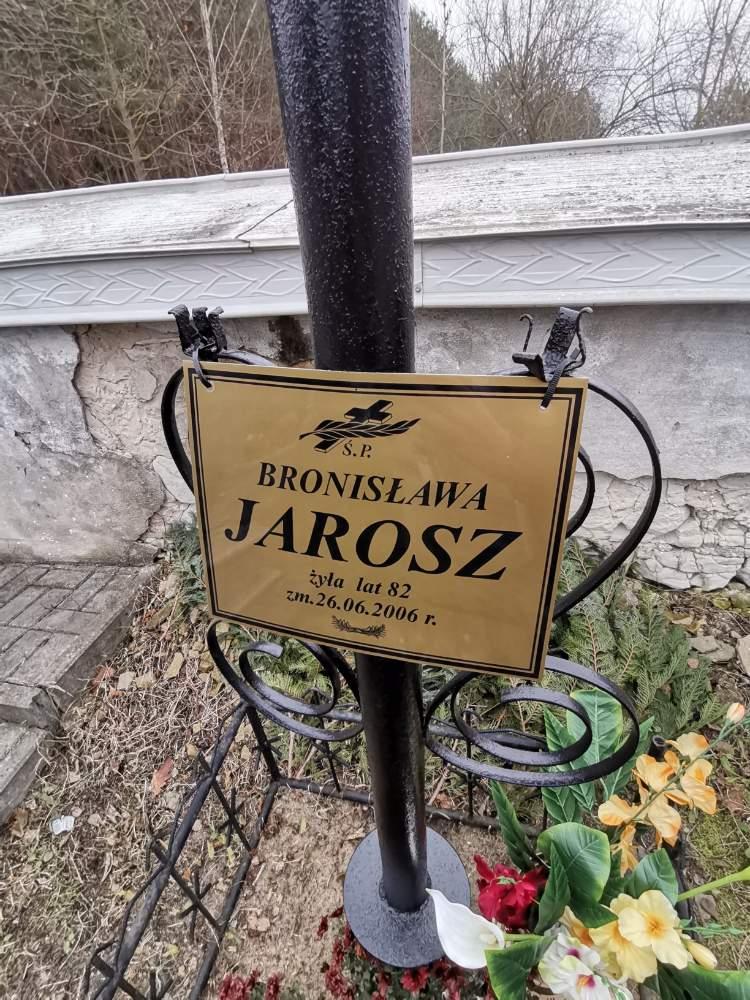 Ś.P.
BRONISŁAWA
JAROSZ
żyła lat 82
zm.26.06.2006 r.